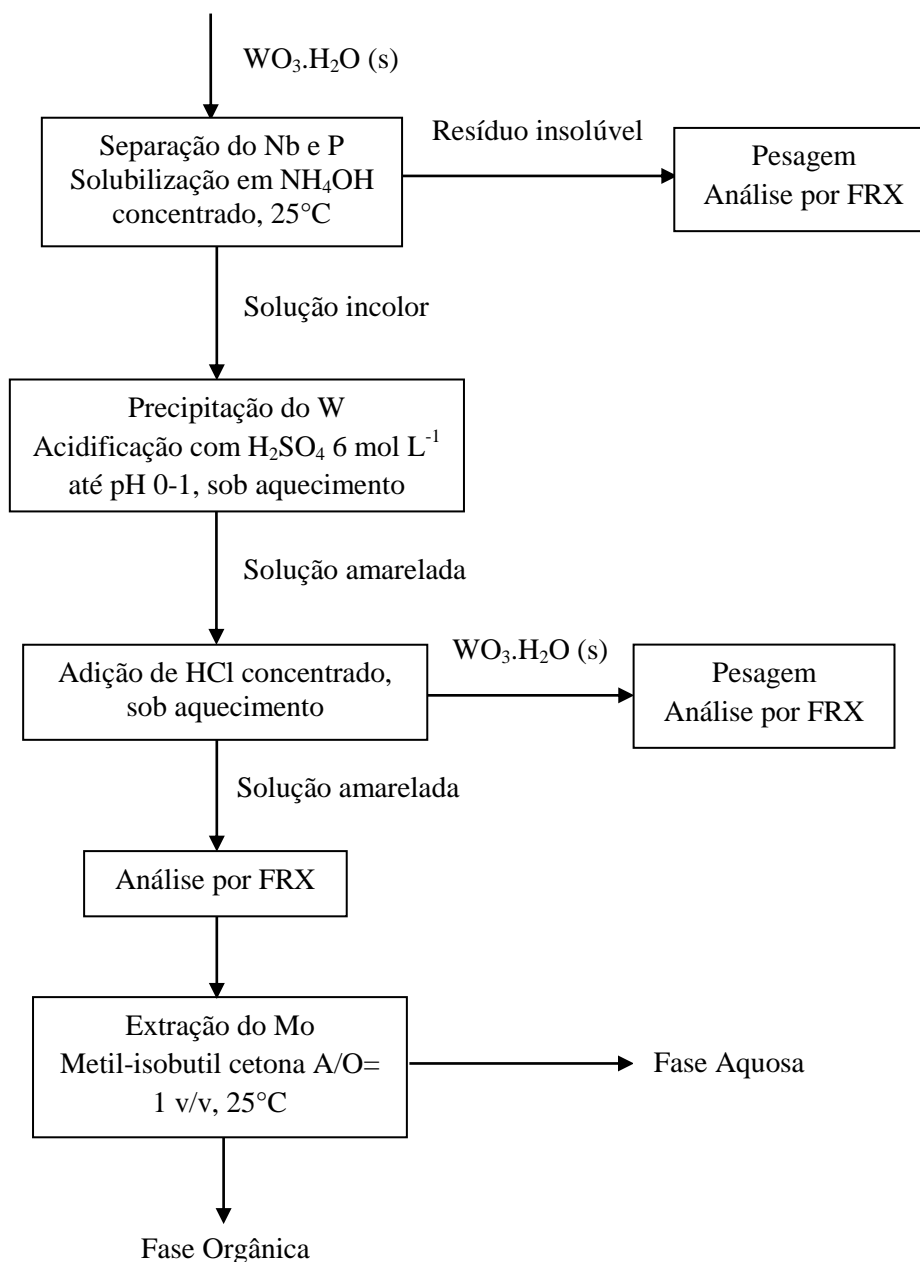 WO₃.H₂O (s)
Separação do Nb e P
Solubilização em NH₄OH
concentrado, 25°C
Resíduo insolúvel
Pesagem
Análise por FRX
Solução incolor
Precipitação do W
Acidificação com H₂SO₄ 6 mol L⁻¹
até pH 0-1, sob aquecimento
Solução amarelada
Adição de HCl concentrado,
sob aquecimento
WO₃.H₂O (s)
Pesagem
Análise por FRX
Solução amarelada
Análise por FRX
Extração do Mo
Metil-isobutil cetona A/O=
1 v/v, 25°C
Fase Aquosa
Fase Orgânica